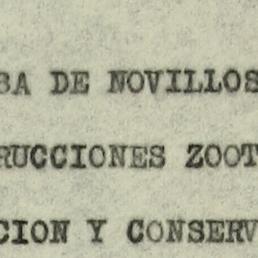 BA DE NOVILLOS
RUCCIONES ZOOT
CION Y CONSERV